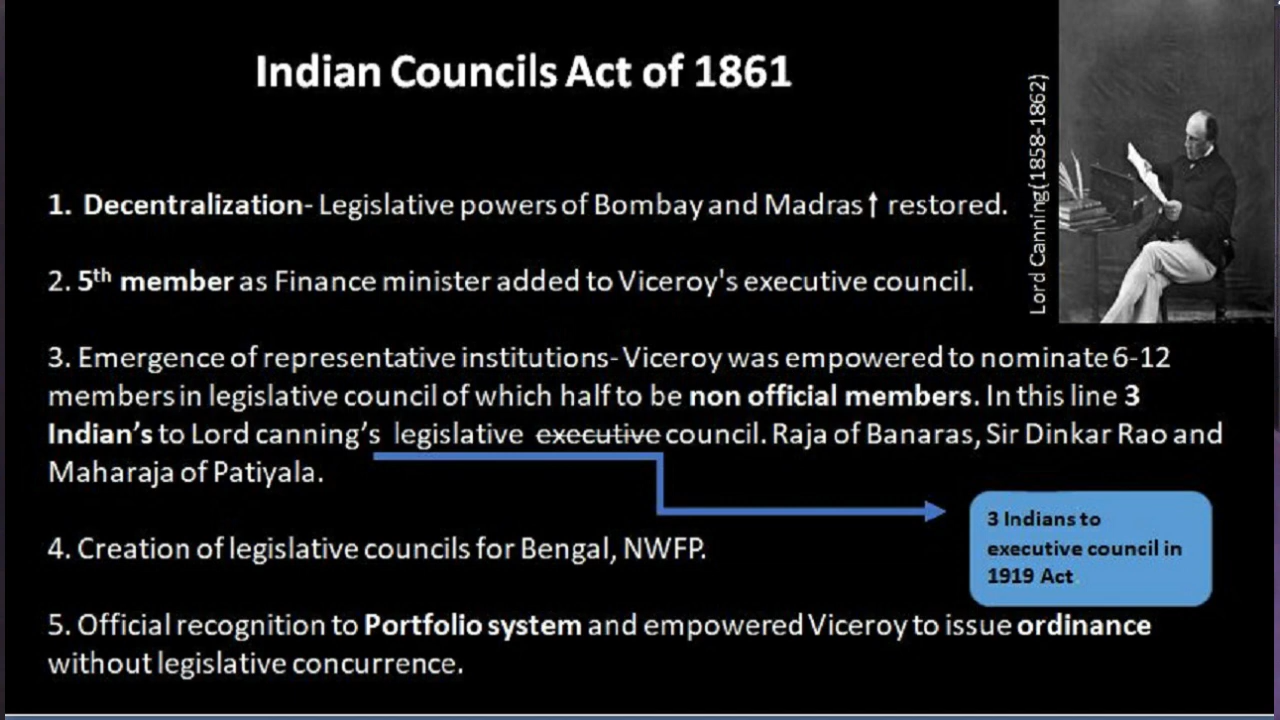 Indian Councils Act of 1861
Lord Canning(1858-1862)
1. Decentralization- Legislative powers of Bombay and Madras↑ restored.
2. 5th member as Finance minister added to Viceroy's executive council.
3. Emergence of representative institutions- Viceroy was empowered to nominate 6-12
members in legislative council of which half to be non official members. In this line 3
Indian's to Lord canning's legislative executive council. Raja of Banaras, Sir Dinkar Rao and
Maharaja of Patiyala.
3 Indians to
executive council in
1919 Act
4. Creation of legislative councils for Bengal, NWFP.
5. Official recognition to Portfolio system and empowered Viceroy to issue ordinance
without legislative concurrence.